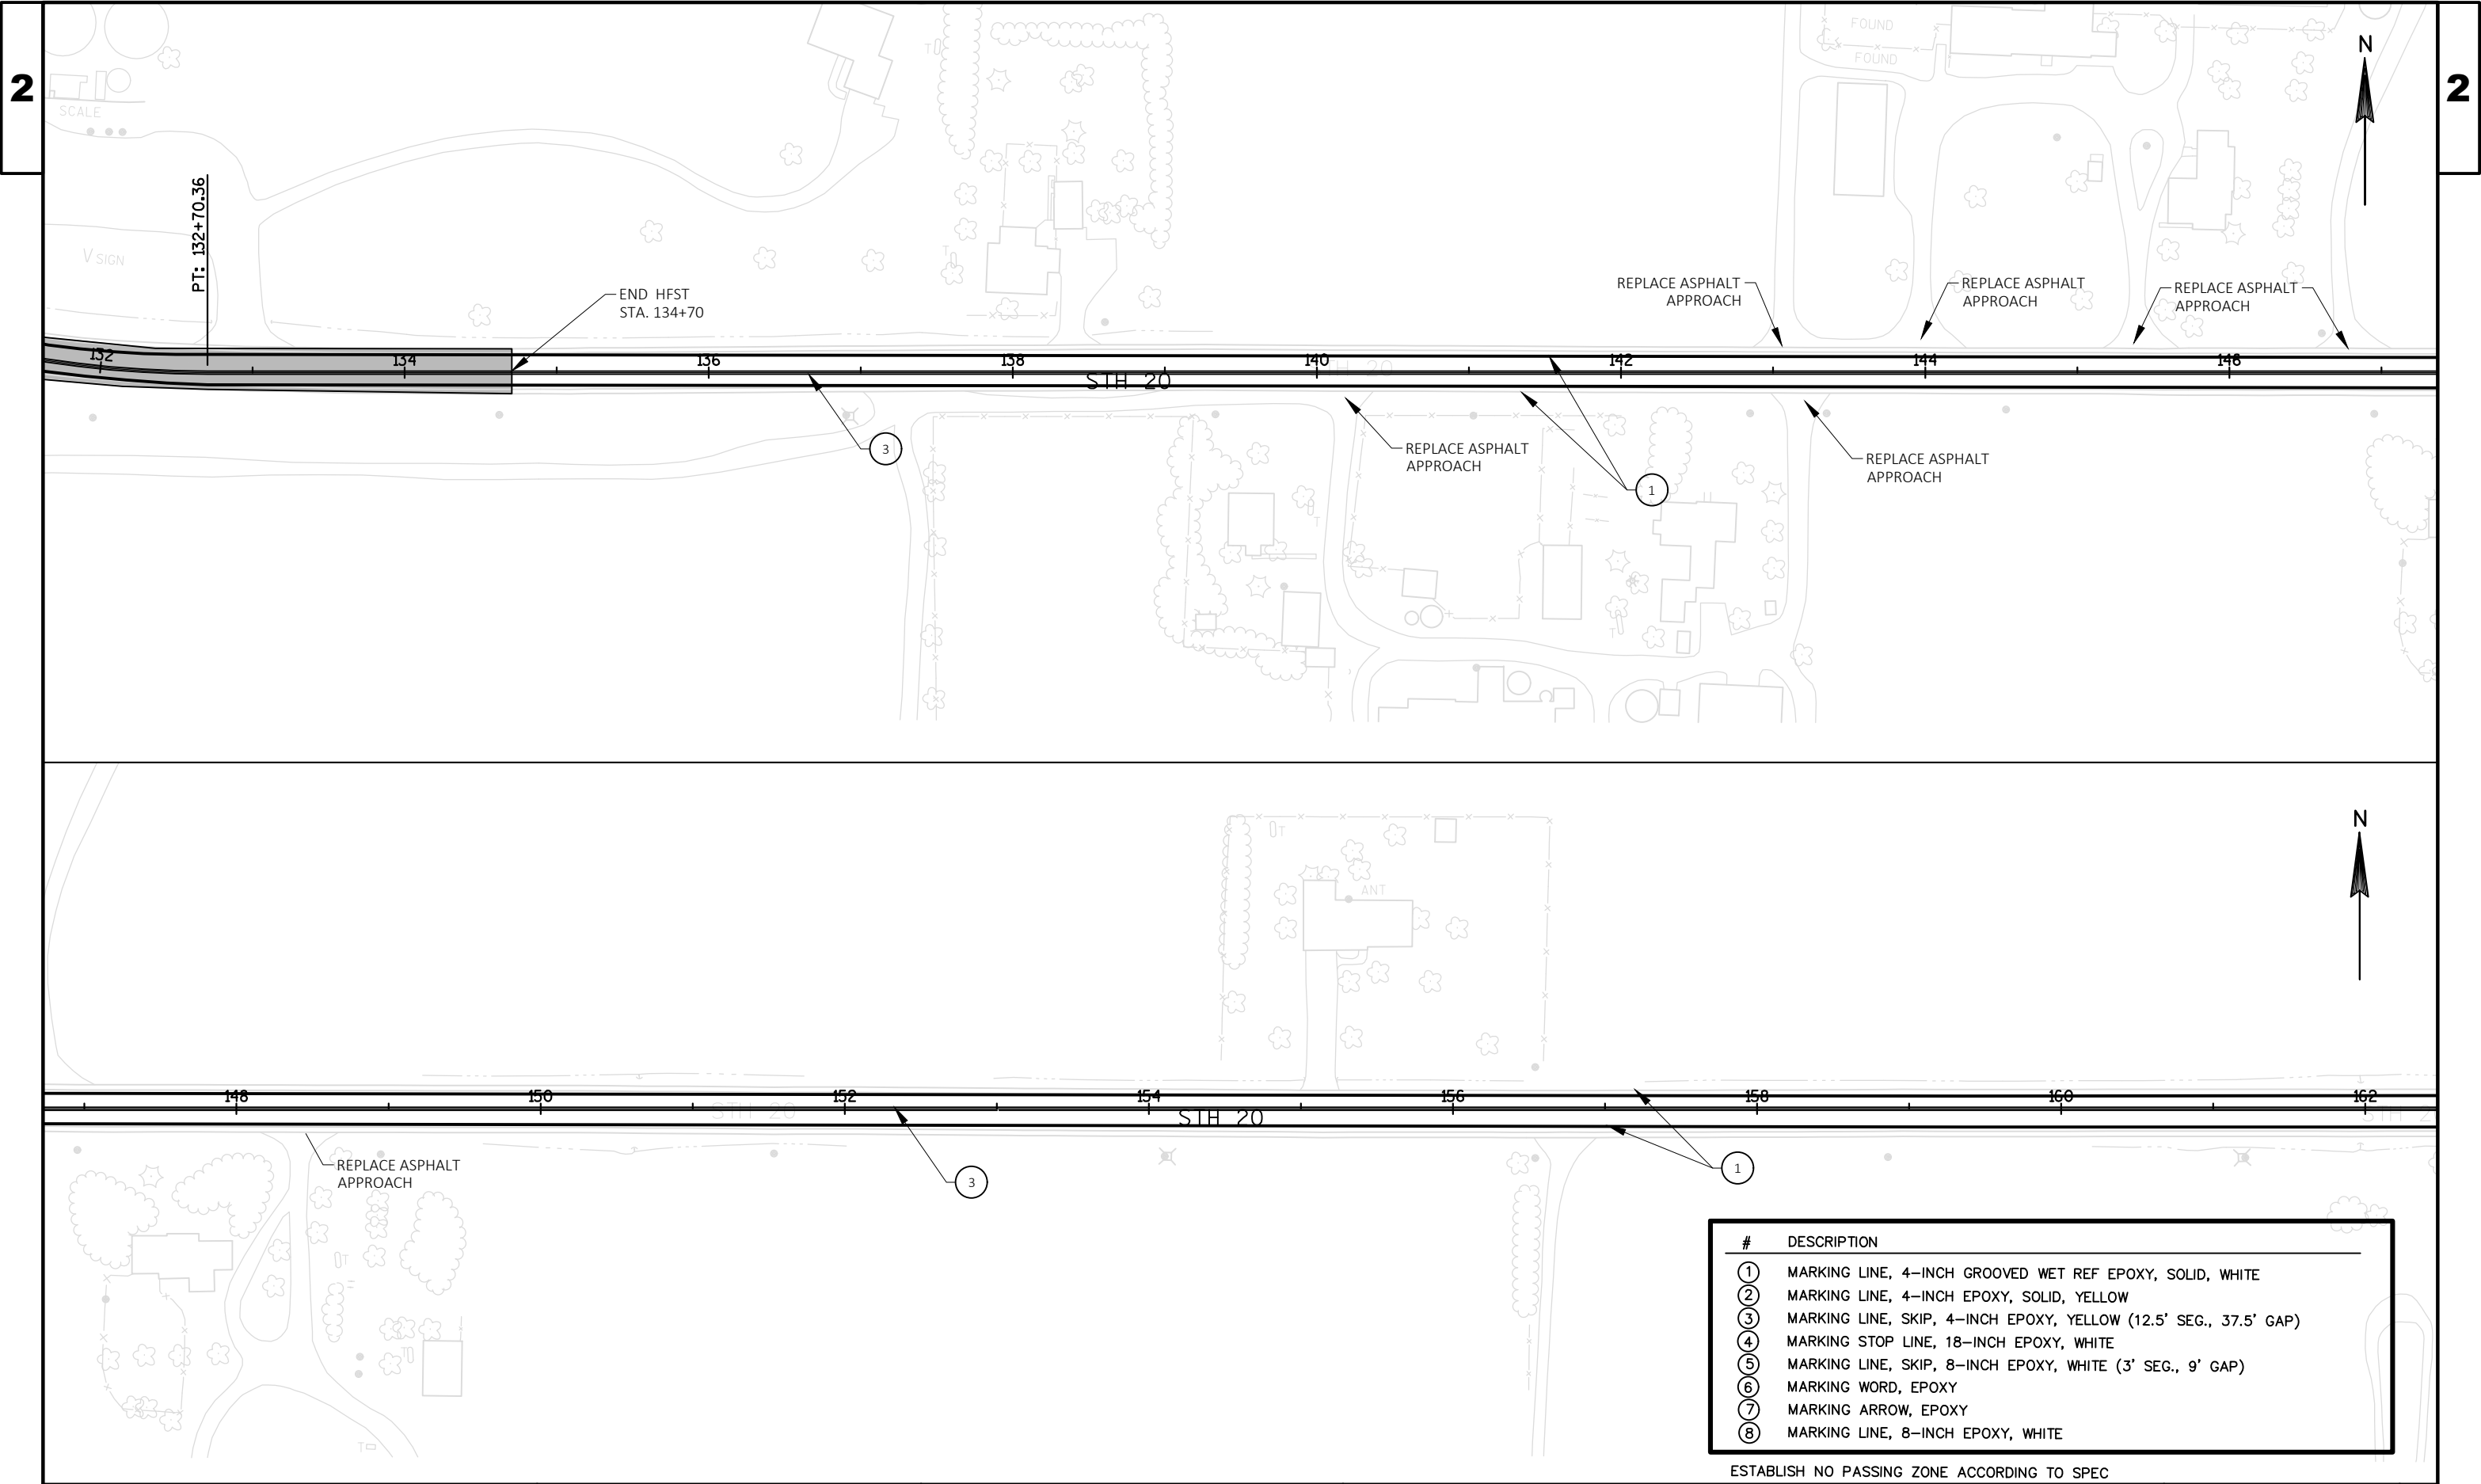 2
2
FOUND
FOUND
N
SCALE
T
PT: 132+70.36
V SIGN
T
END HFST
STA. 134+70
REPLACE ASPHALT
APPROACH
REPLACE ASPHALT
APPROACH
REPLACE ASPHALT
APPROACH
132 134 136 138 140 142 144 148
STH 20 STH 20
3
REPLACE ASPHALT
APPROACH
REPLACE ASPHALT
APPROACH
1
T
T
N
T
ANT
148 150 152 154 156 158 160 162
STH 20 STH 20 STH 2
REPLACE ASPHALT
APPROACH
3
1
T
T
T
# DESCRIPTION
1 MARKING LINE, 4-INCH GROOVED WET REF EPOXY, SOLID, WHITE
2 MARKING LINE, 4-INCH EPOXY, SOLID, YELLOW
3 MARKING LINE, SKIP, 4-INCH EPOXY, YELLOW (12.5' SEG., 37.5' GAP)
4 MARKING STOP LINE, 18-INCH EPOXY, WHITE
5 MARKING LINE, SKIP, 8-INCH EPOXY, WHITE (3' SEG., 9' GAP)
6 MARKING WORD, EPOXY
7 MARKING ARROW, EPOXY
8 MARKING LINE, 8-INCH EPOXY, WHITE
ESTABLISH NO PASSING ZONE ACCORDING TO SPEC